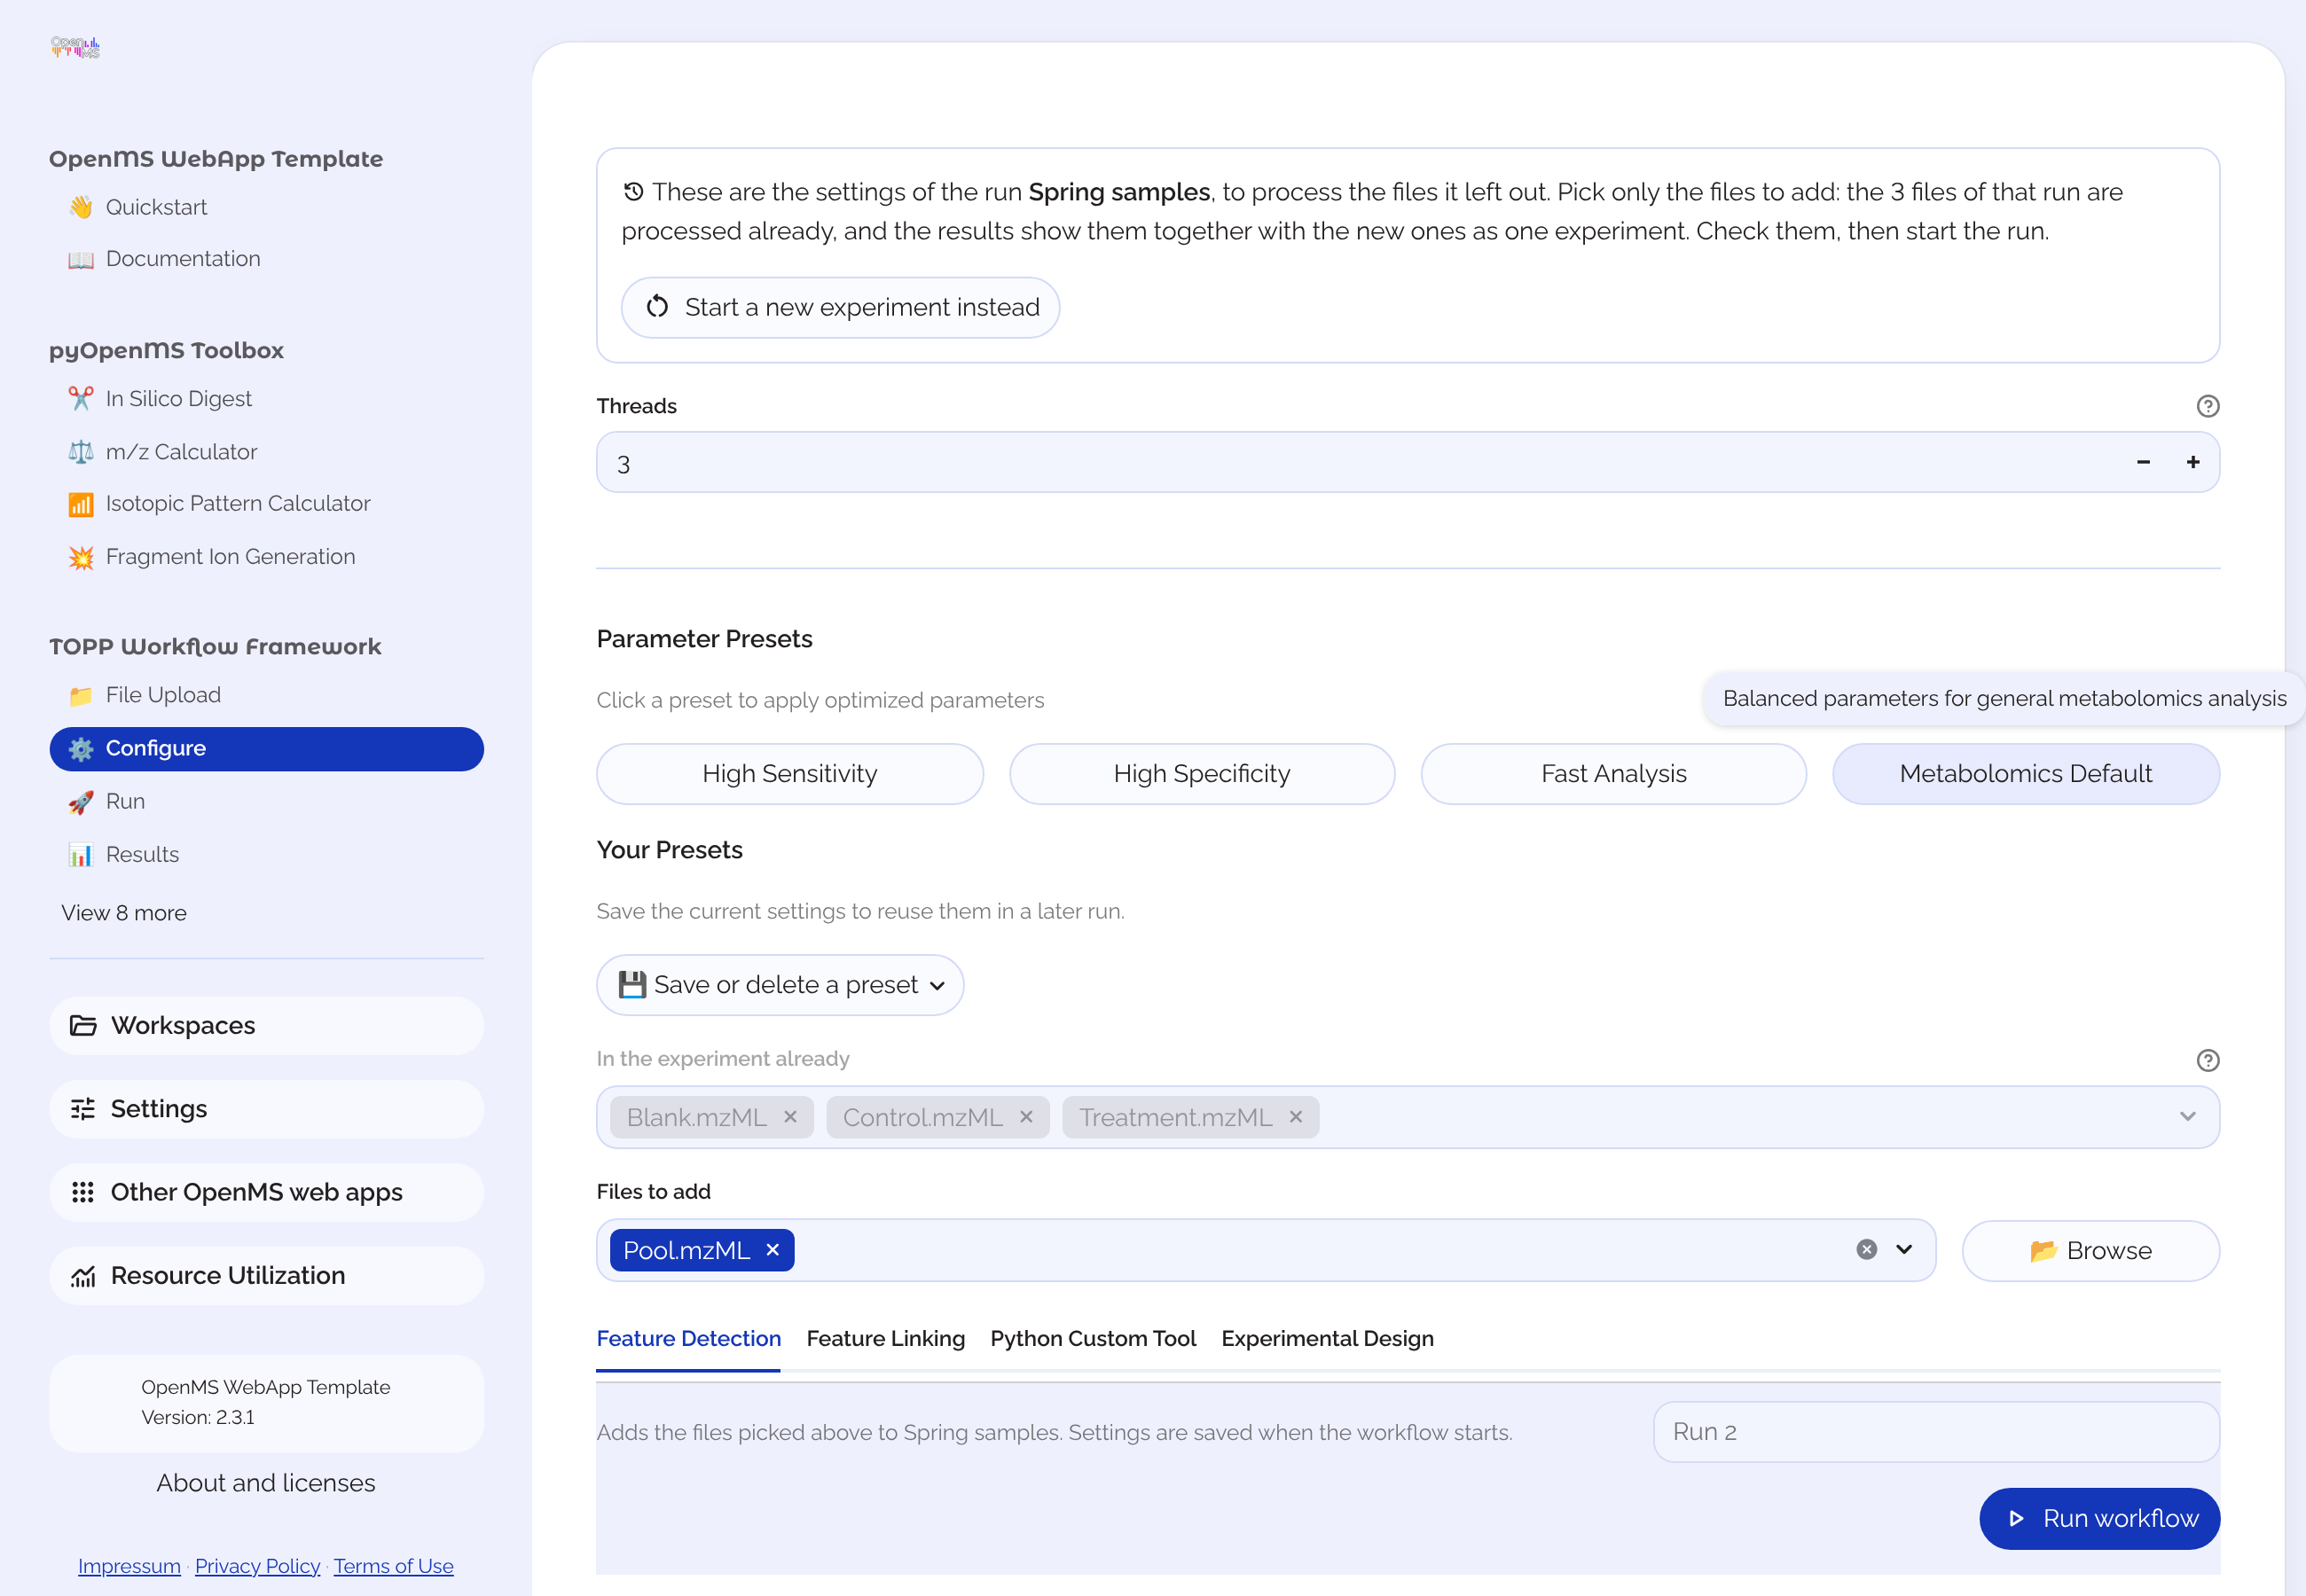 OpenMS
OpenMS WebApp Template
Quickstart
Documentation
pyOpenMS Toolbox
In Silico Digest
m/z Calculator
Isotopic Pattern Calculator
Fragment Ion Generation
TOPP Workflow Framework
File Upload
Configure
Run
Results
View 8 more
Workspaces
Settings
Other OpenMS web apps
Resource Utilization
OpenMS WebApp Template
Version: 2.3.1
About and licenses
Impressum · Privacy Policy · Terms of Use
These are the settings of the run Spring samples, to process the files it left out. Pick only the files to add: the 3 files of that run are
processed already, and the results show them together with the new ones as one experiment. Check them, then start the run.
Start a new experiment instead
Threads
3
Parameter Presets
Click a preset to apply optimized parameters
Balanced parameters for general metabolomics analysis
High Sensitivity
High Specificity
Fast Analysis
Metabolomics Default
Your Presets
Save the current settings to reuse them in a later run.
Save or delete a preset
In the experiment already
Blank.mzML
Control.mzML
Treatment.mzML
Files to add
Pool.mzML
Browse
Feature Detection
Feature Linking
Python Custom Tool
Experimental Design
Adds the files picked above to Spring samples. Settings are saved when the workflow starts.
Run 2
Run workflow